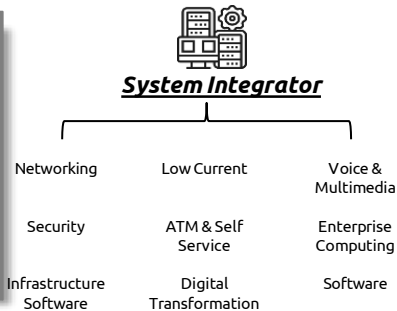 System Integrator
Networking
Low Current
Voice &
Multimedia
Security
ATM & Self
Service
Enterprise
Computing
Infrastructure
Software
Digital
Transformation
Software